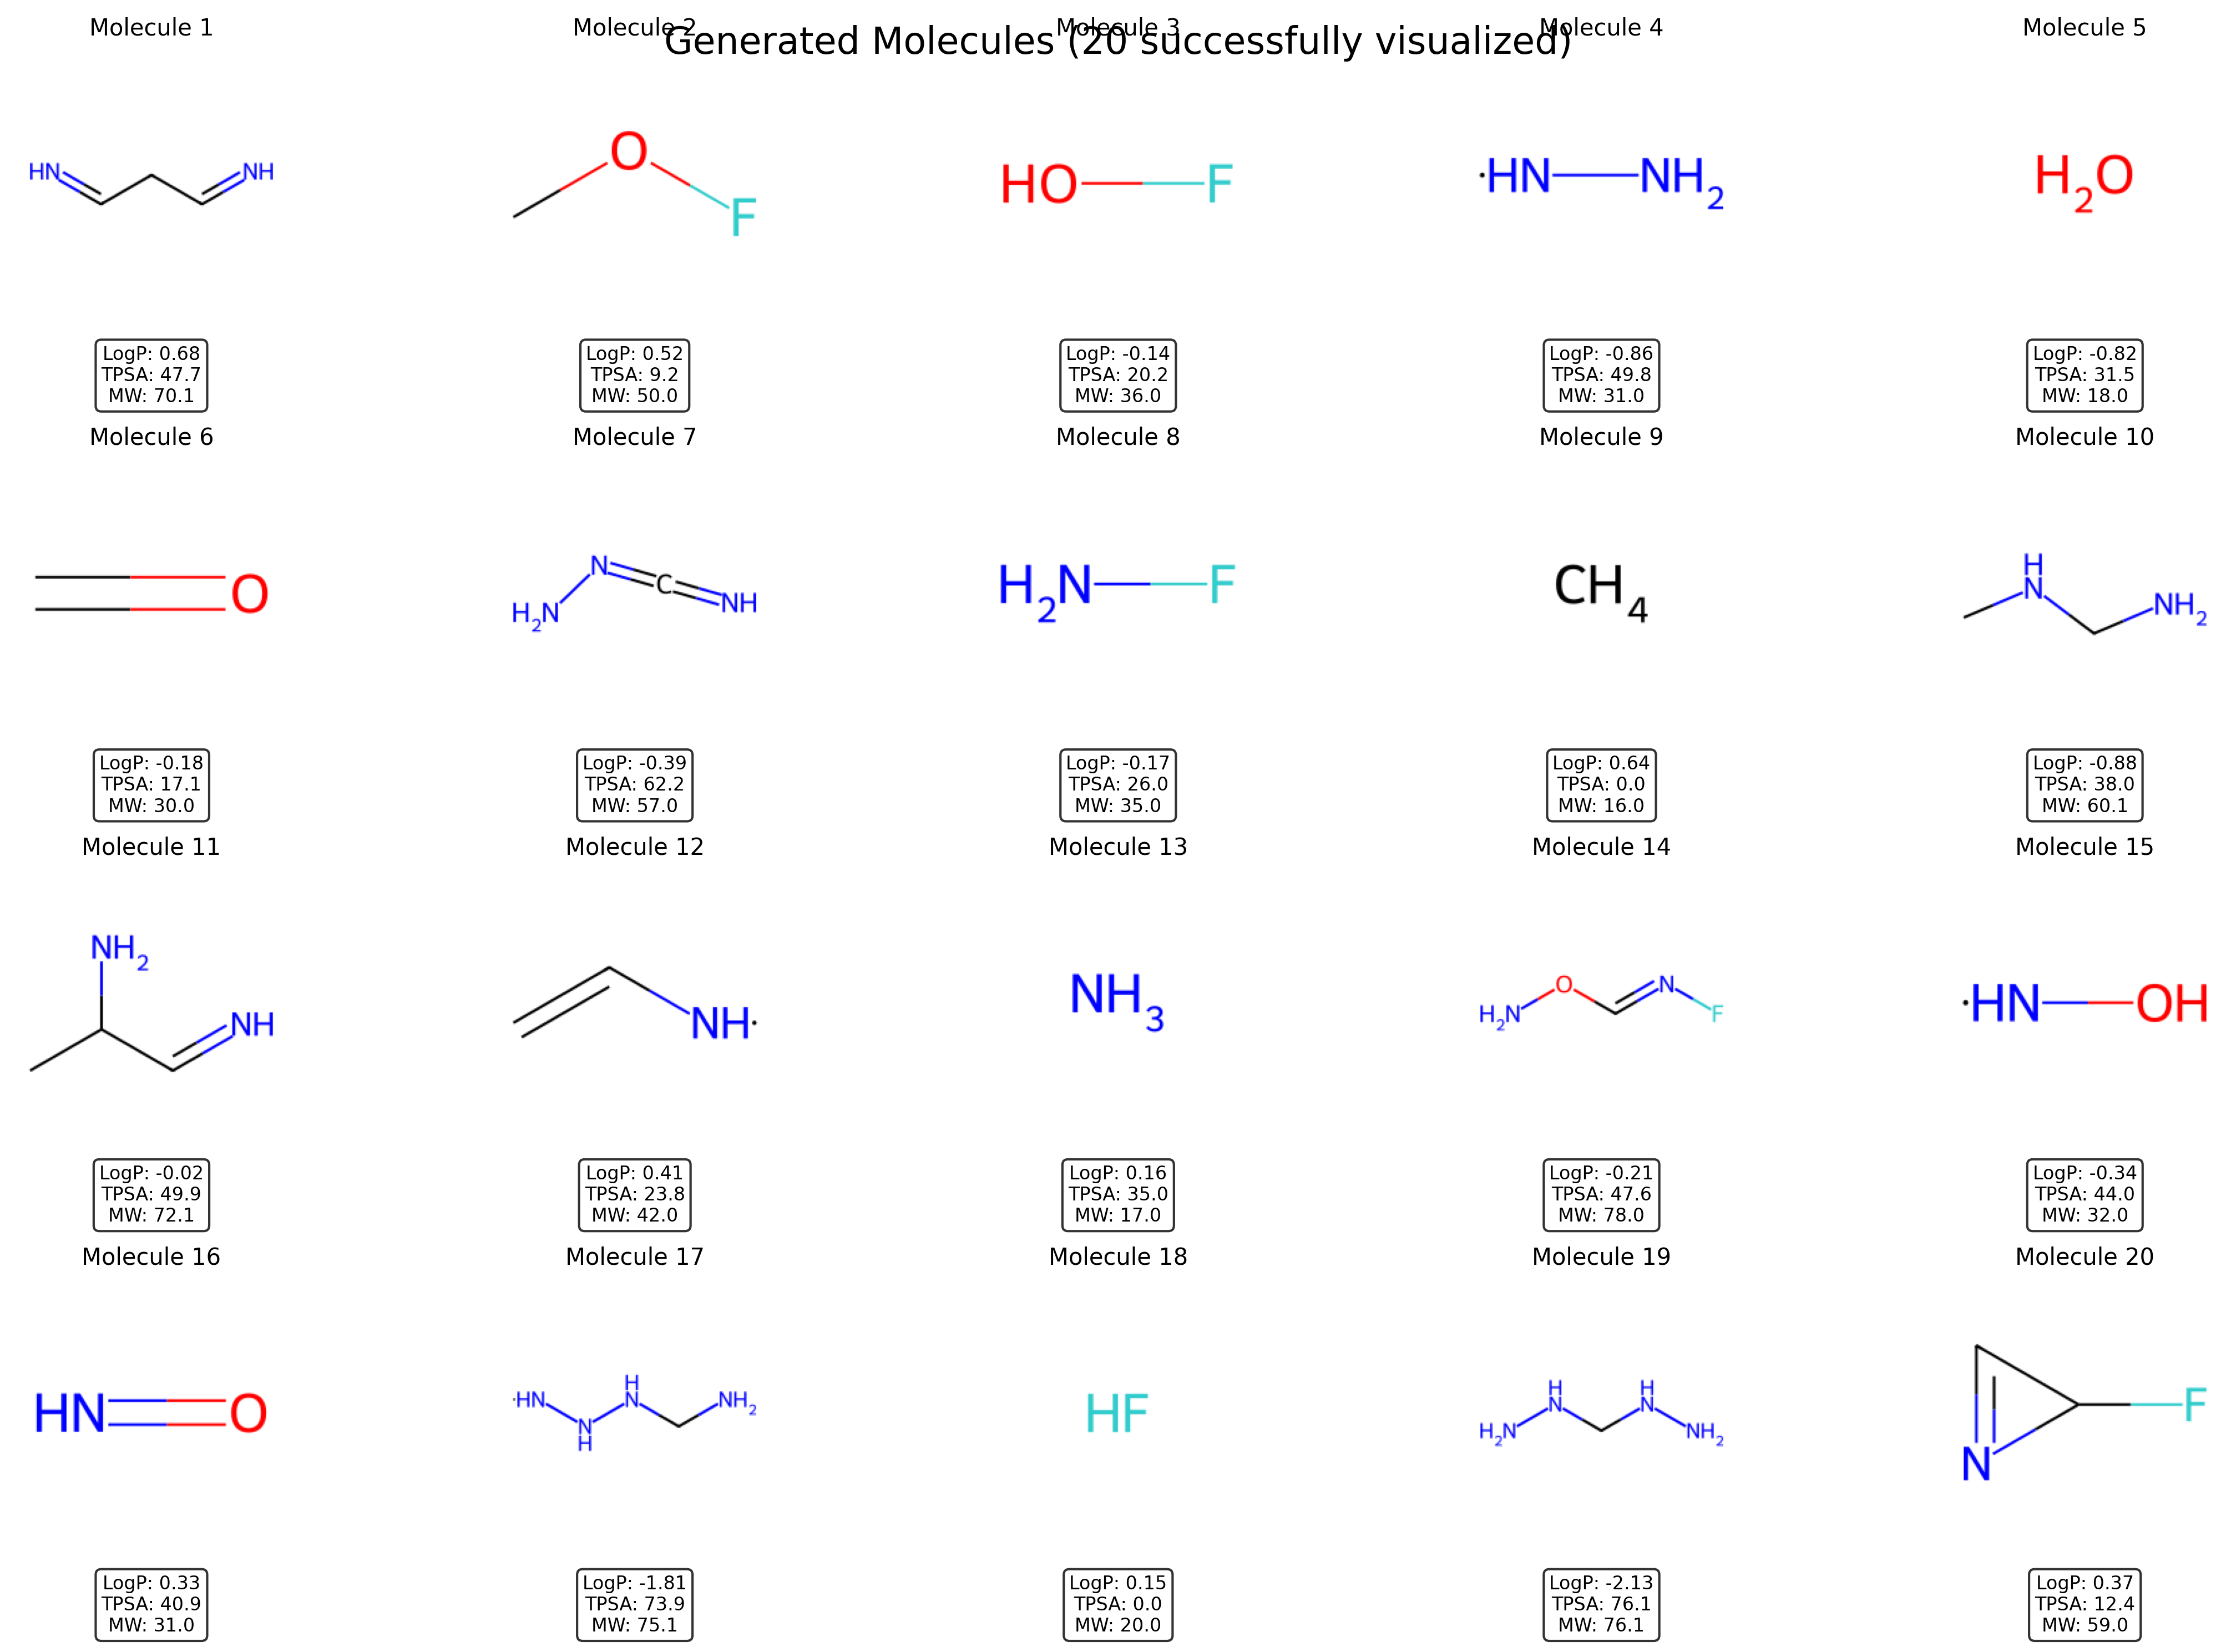 Generated Molecules (20 successfully visualized)
Molecule 1
Molecule 2
Molecule 3
Molecule 4
Molecule 5
HN NH
O F
HO F
·HN NH2
H2O
LogP: 0.68
TPSA: 47.7
MW: 70.1
LogP: 0.52
TPSA: 9.2
MW: 50.0
LogP: -0.14
TPSA: 20.2
MW: 36.0
LogP: -0.86
TPSA: 49.8
MW: 31.0
LogP: -0.82
TPSA: 31.5
MW: 18.0
Molecule 6
Molecule 7
Molecule 8
Molecule 9
Molecule 10
O
H2N N C NH
H2N F
CH4
H
N NH2
LogP: -0.18
TPSA: 17.1
MW: 30.0
LogP: -0.39
TPSA: 62.2
MW: 57.0
LogP: -0.17
TPSA: 26.0
MW: 35.0
LogP: 0.64
TPSA: 0.0
MW: 16.0
LogP: -0.88
TPSA: 38.0
MW: 60.1
Molecule 11
Molecule 12
Molecule 13
Molecule 14
Molecule 15
NH2
NH
NH·
NH3
H2N O N F
·HN OH
LogP: -0.02
TPSA: 49.9
MW: 72.1
LogP: 0.41
TPSA: 23.8
MW: 42.0
LogP: 0.16
TPSA: 35.0
MW: 17.0
LogP: -0.21
TPSA: 47.6
MW: 78.0
LogP: -0.34
TPSA: 44.0
MW: 32.0
Molecule 16
Molecule 17
Molecule 18
Molecule 19
Molecule 20
HN O
H
·HN N NH2
N
H
HF
H H
N N
H2N NH2
F
N
LogP: 0.33
TPSA: 40.9
MW: 31.0
LogP: -1.81
TPSA: 73.9
MW: 75.1
LogP: 0.15
TPSA: 0.0
MW: 20.0
LogP: -2.13
TPSA: 76.1
MW: 76.1
LogP: 0.37
TPSA: 12.4
MW: 59.0